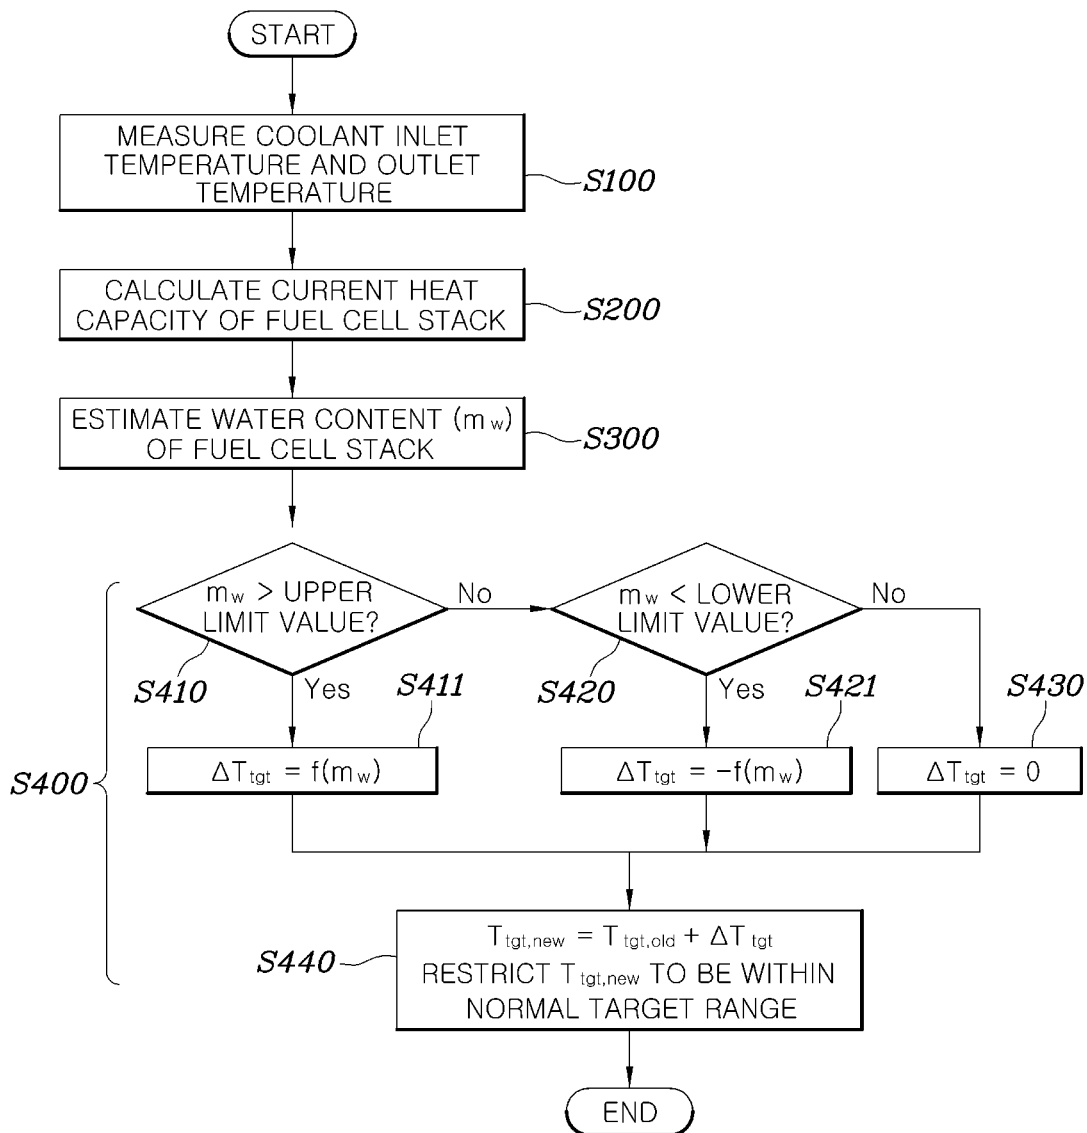 START
MEASURE COOLANT INLET
TEMPERATURE AND OUTLET
TEMPERATURE
S100
CALCULATE CURRENT HEAT
CAPACITY OF FUEL CELL STACK
S200
ESTIMATE WATER CONTENT (mw)
OF FUEL CELL STACK
S300
mw > UPPER
LIMIT VALUE?
No
S410
Yes
mw < LOWER
LIMIT VALUE?
No
S420
Yes
S411
ΔTtgt = f(mw)
S421
ΔTtgt = -f(mw)
S430
ΔTtgt = 0
S400
Ttgt,new = Ttgt,old + ΔTtgt
RESTRICT Ttgt,new TO BE WITHIN
NORMAL TARGET RANGE
S440
END